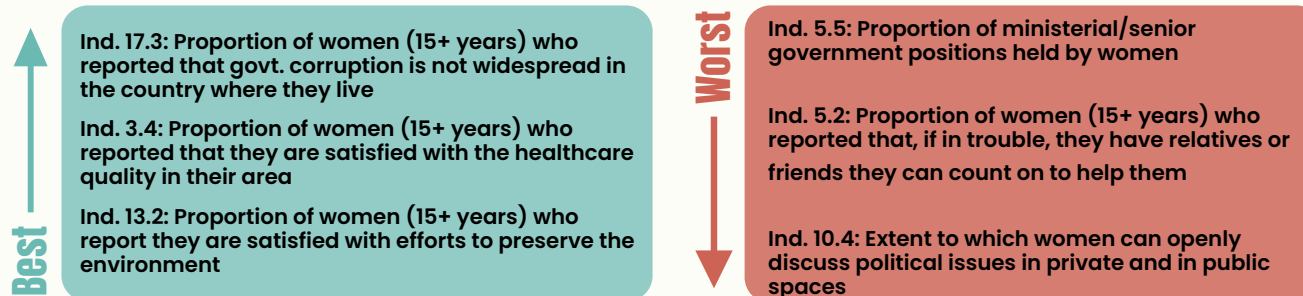 Best
Ind. 17.3: Proportion of women (15+ years) who
reported that govt. corruption is not widespread in
the country where they live
Ind. 3.4: Proportion of women (15+ years) who
reported that they are satisfied with the healthcare
quality in their area
Ind. 13.2: Proportion of women (15+ years) who
report they are satisfied with efforts to preserve the
environment
Worst
Ind. 5.5: Proportion of ministerial/senior
government positions held by women
Ind. 5.2: Proportion of women (15+ years) who
reported that, if in trouble, they have relatives or
friends they can count on to help them
Ind. 10.4: Extent to which women can openly
discuss political issues in private and in public
spaces